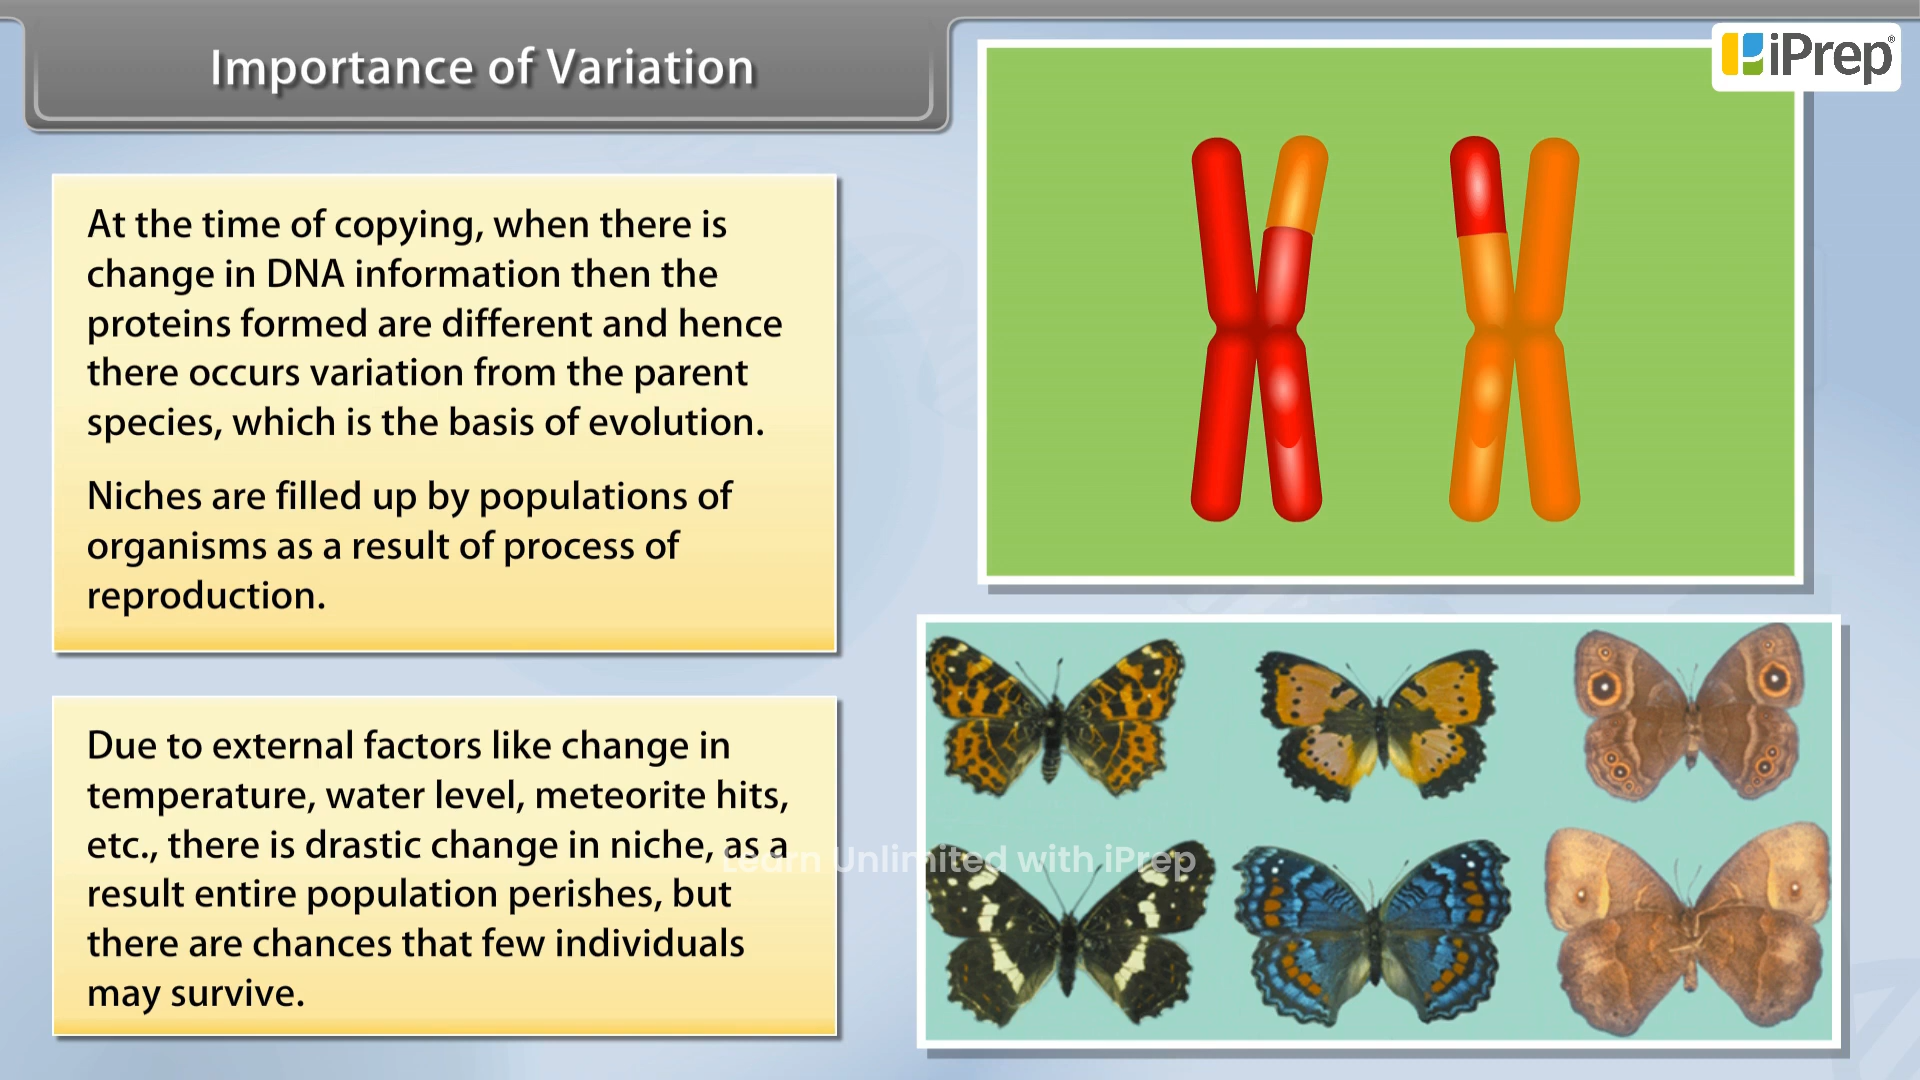 Importance of Variation
iPrep®
At the time of copying, when there is
change in DNA information then the
proteins formed are different and hence
there occurs variation from the parent
species, which is the basis of evolution.
Niches are filled up by populations of
organisms as a result of process of
reproduction.
Due to external factors like change in
temperature, water level, meteorite hits,
etc., there is drastic change in niche, as a
result entire population perishes, but
there are chances that few individuals
may survive.
Learn Unlimited with iPrep